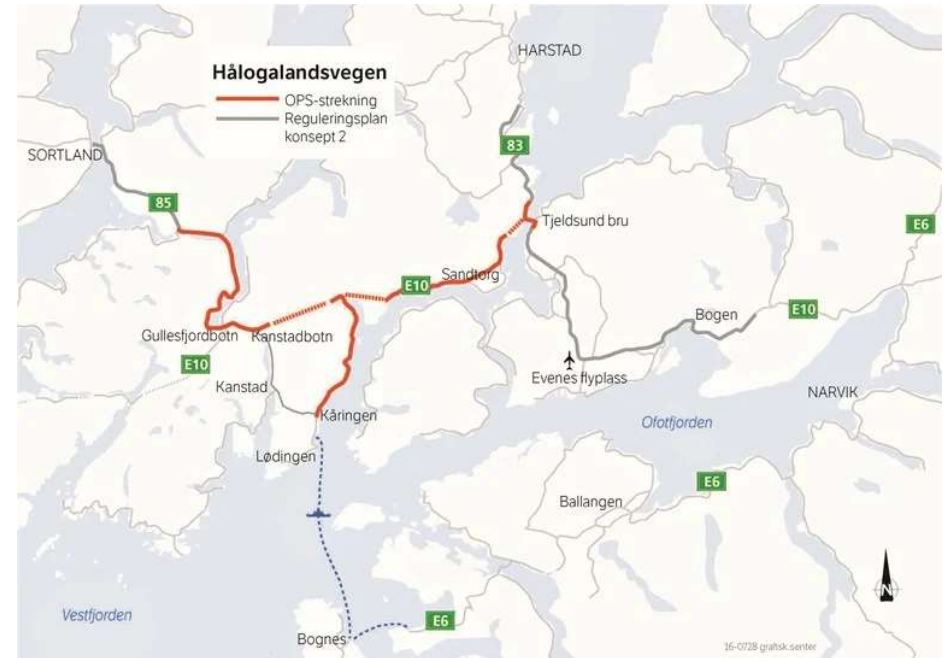 HARSTAD
Hålogalandsvegen
OPS-strekning
Reguleringsplan
konsept 2
83
SORTLAND
85
Tjeldsund bru
E6
Sandtorg
E10
Bogen
E10
Gullesfjordbotn
Kanstadbotn
E10
Evenes flyplass
Kanstad
NARVIK
Kåringen
Ofotfjorden
Lødingen
E6
Ballangen
N
Vestfjorden
E6
Bognes
16-0728 grafisk senter